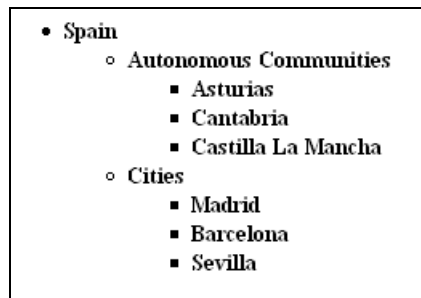 Spain
Autonomous Communities
Asturias
Cantabria
Castilla La Mancha
Cities
Madrid
Barcelona
Sevilla